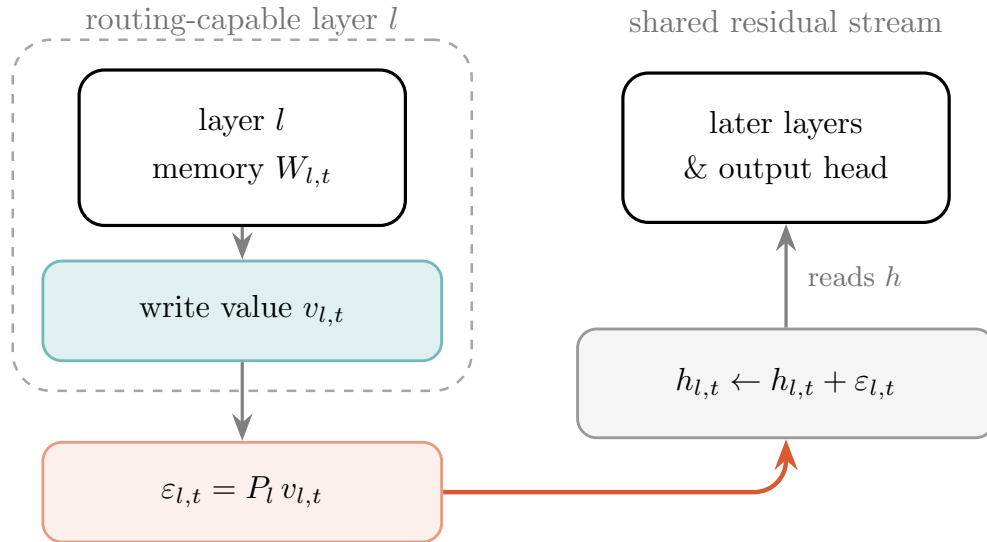 routing-capable layer l
layer l
memory W_{l,t}
write value v_{l,t}
ε_{l,t} = P_l v_{l,t}
shared residual stream
later layers
& output head
reads h
h_{l,t} ← h_{l,t} + ε_{l,t}